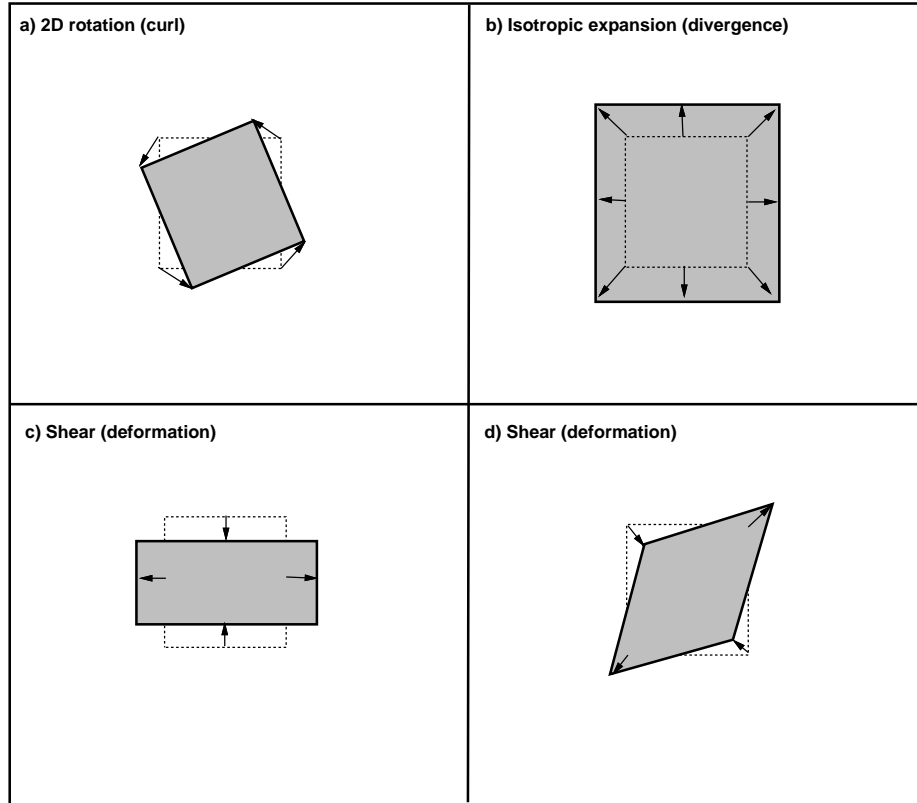 a) 2D rotation (curl)
b) Isotropic expansion (divergence)
c) Shear (deformation)
d) Shear (deformation)